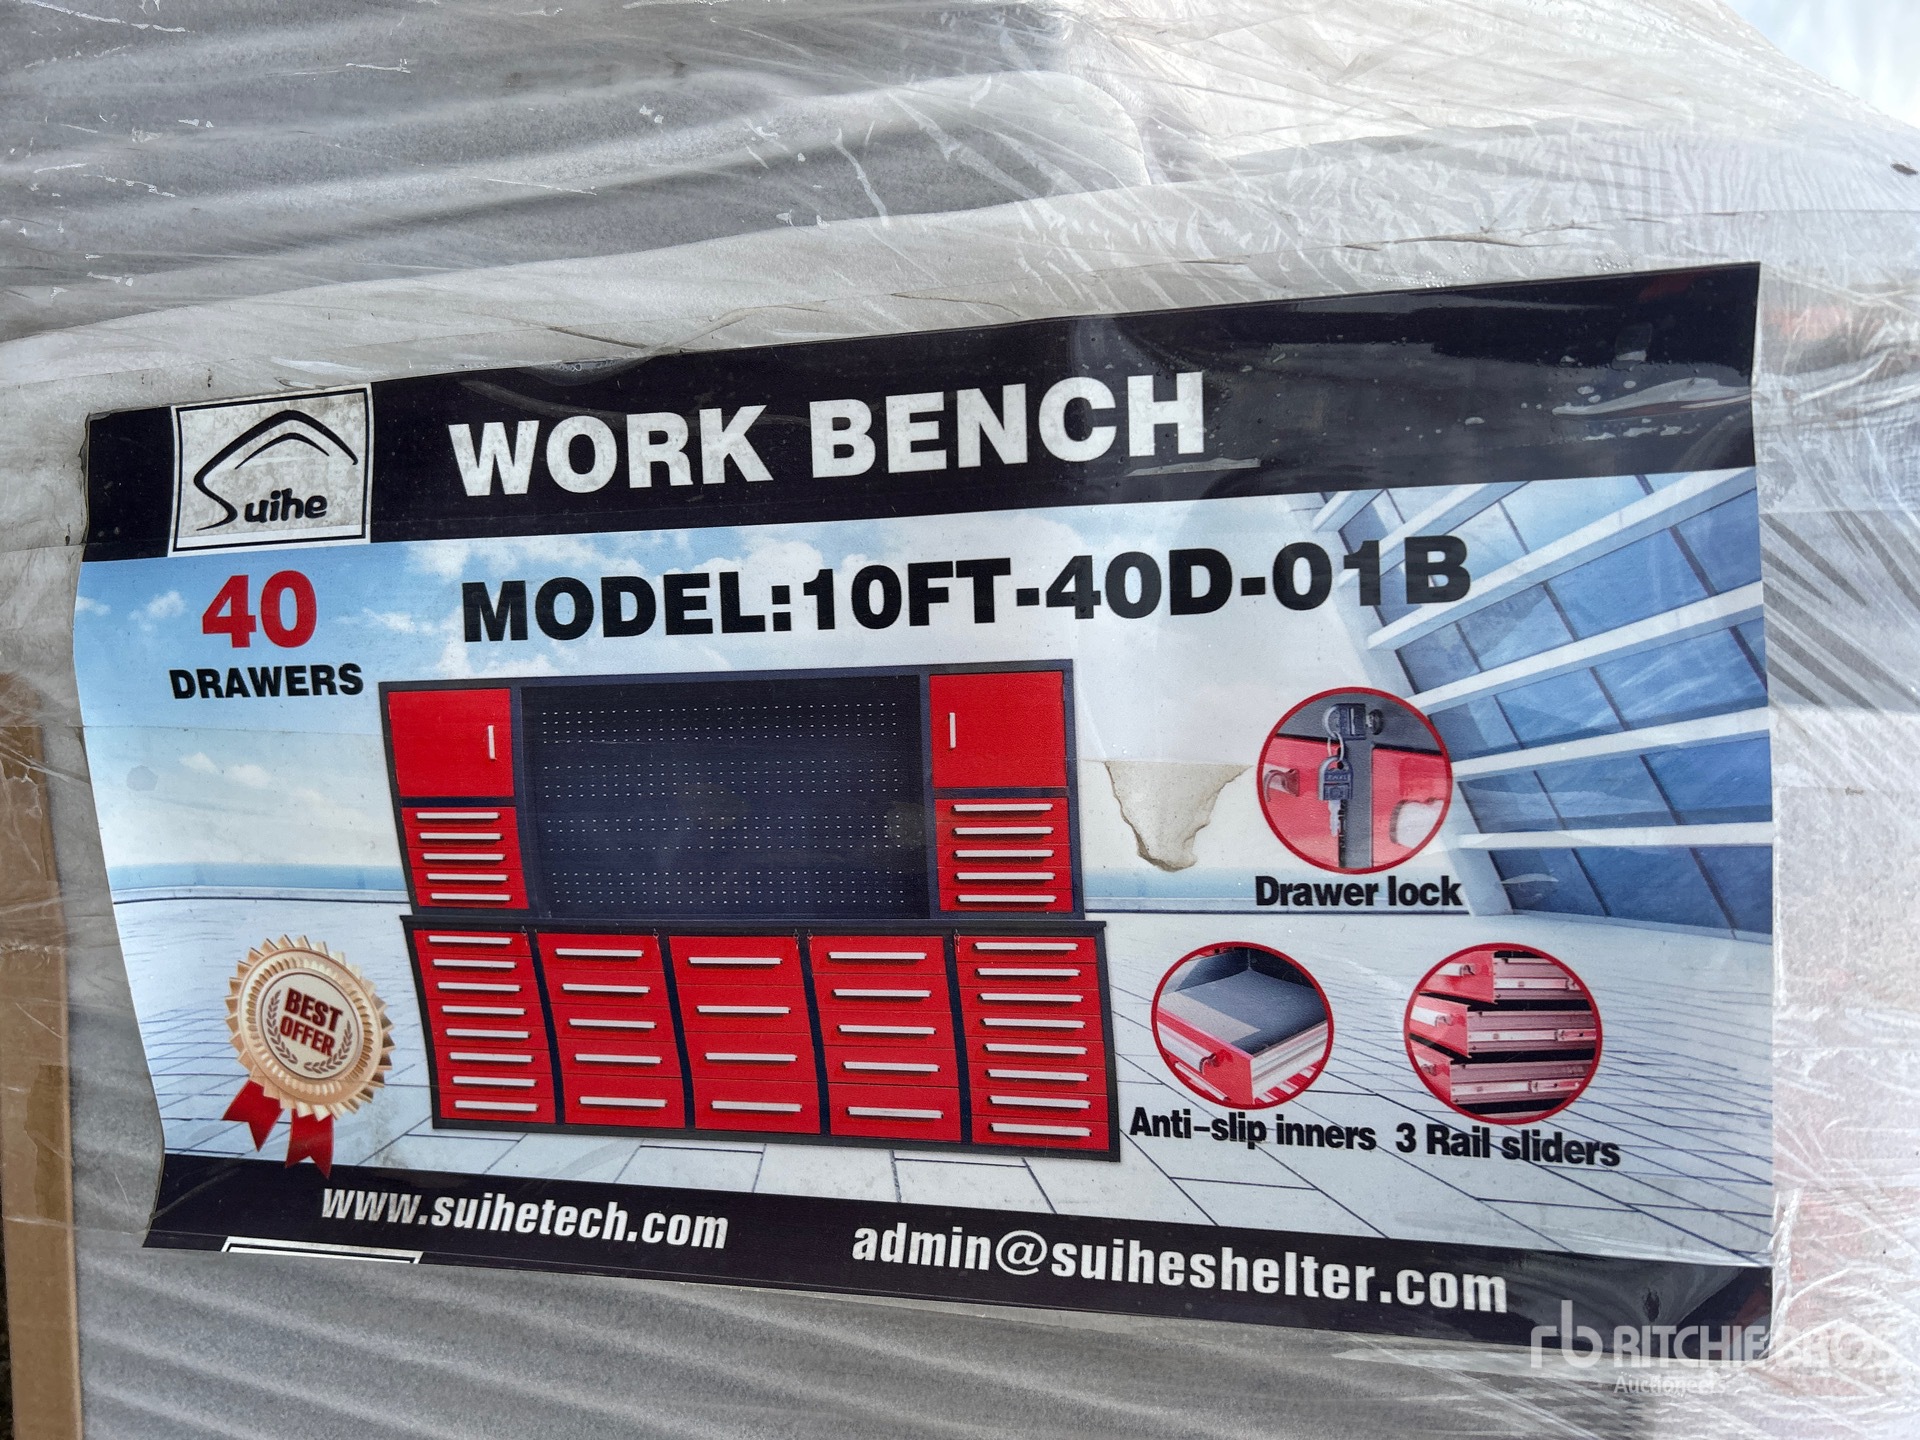 Suihe
WORK BENCH
40
DRAWERS
MODEL:10FT-40D-01B
Drawer lock
BEST
OFFER
Anti-slip inners
3 Rail sliders
www.suihetech.com
admin@suiheshelter.com
rb RITCHIE BROS
Auctioneers